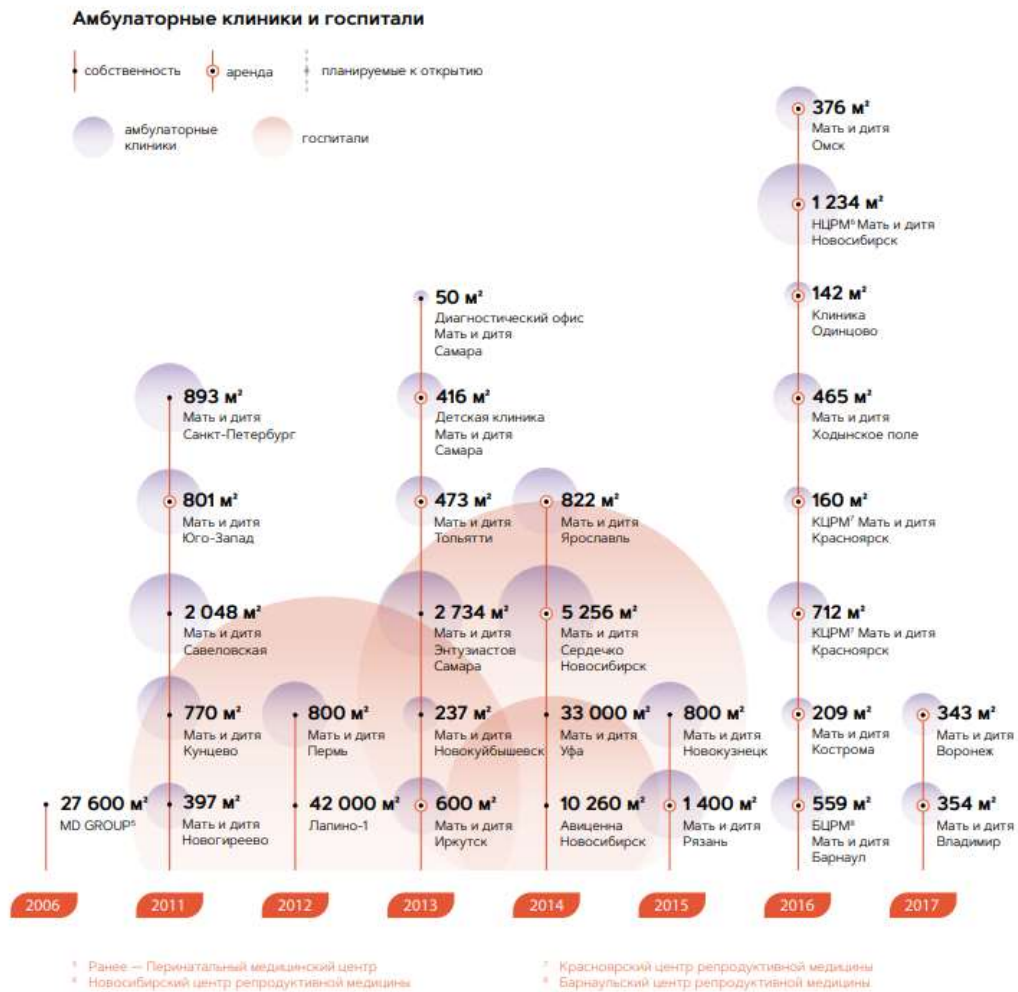 Амбулаторные клиники и госпитали
собственность
аренда
планируемые к открытию
амбулаторные
клиники
госпитали
27 600 м²
MD GROUP⁵
893 м²
Мать и дитя
Санкт-Петербург
801 м²
Мать и дитя
Юго-Запад
2 048 м²
Мать и дитя
Савеловская
770 м²
Мать и дитя
Кунцево
397 м²
Мать и дитя
Новогиреево
800 м²
Мать и дитя
Пермь
42 000 м²
Лапино-1
50 м²
Диагностический офис
Мать и дитя
Самара
416 м²
Детская клиника
Мать и дитя
Самара
473 м²
Мать и дитя
Тольятти
2 734 м²
Мать и дитя
Энтузиастов
Самара
237 м²
Мать и дитя
Новокуйбышевск
600 м²
Мать и дитя
Иркутск
822 м²
Мать и дитя
Ярославль
5 256 м²
Мать и дитя
Сердечко
Новосибирск
33 000 м²
Мать и дитя
Уфа
10 260 м²
Авиценна
Новосибирск
800 м²
Мать и дитя
Новокузнецк
1 400 м²
Мать и дитя
Рязань
376 м²
Мать и дитя
Омск
1 234 м²
НЦРМ⁶ Мать и дитя
Новосибирск
142 м²
Клиника
Одинцово
465 м²
Мать и дитя
Ходынское поле
160 м²
КЦРМ⁷ Мать и дитя
Красноярск
712 м²
КЦРМ⁷ Мать и дитя
Красноярск
209 м²
Мать и дитя
Кострома
559 м²
БЦРМ⁸
Мать и дитя
Барнаул
343 м²
Мать и дитя
Воронеж
354 м²
Мать и дитя
Владимир
2006
2011
2012
2013
2014
2015
2016
2017
⁵ Ранее — Перинатальный медицинский центр
⁶ Новосибирский центр репродуктивной медицины
⁷ Красноярский центр репродуктивной медицины
⁸ Барнаульский центр репродуктивной медицины